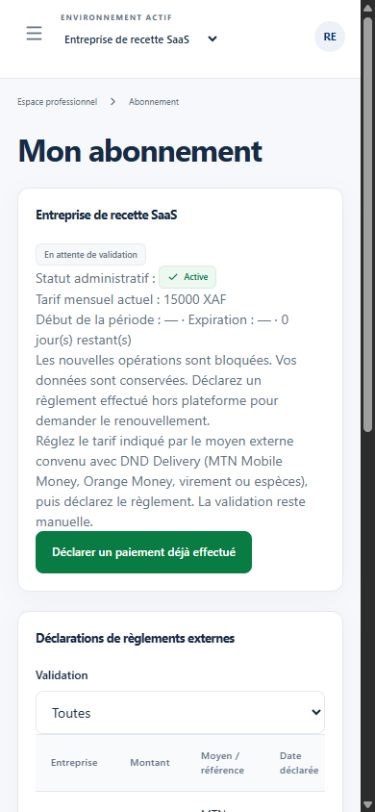 ENVIRONNEMENT ACTIF
Entreprise de recette SaaS
RE
Espace professionnel > Abonnement
Mon abonnement
Entreprise de recette SaaS
En attente de validation
Statut administratif : ✓ Active
Tarif mensuel actuel : 15000 XAF
Début de la période : — · Expiration : — · 0
jour(s) restant(s)
Les nouvelles opérations sont bloquées. Vos
données sont conservées. Déclarez un
règlement effectué hors plateforme pour
demander le renouvellement.
Réglez le tarif indiqué par le moyen externe
convenu avec DND Delivery (MTN Mobile
Money, Orange Money, virement ou espèces),
puis déclarez le règlement. La validation reste
manuelle.
Déclarer un paiement déjà effectué
Déclarations de règlements externes
Validation
Toutes
Entreprise Montant Moyen / Date
référence déclarée